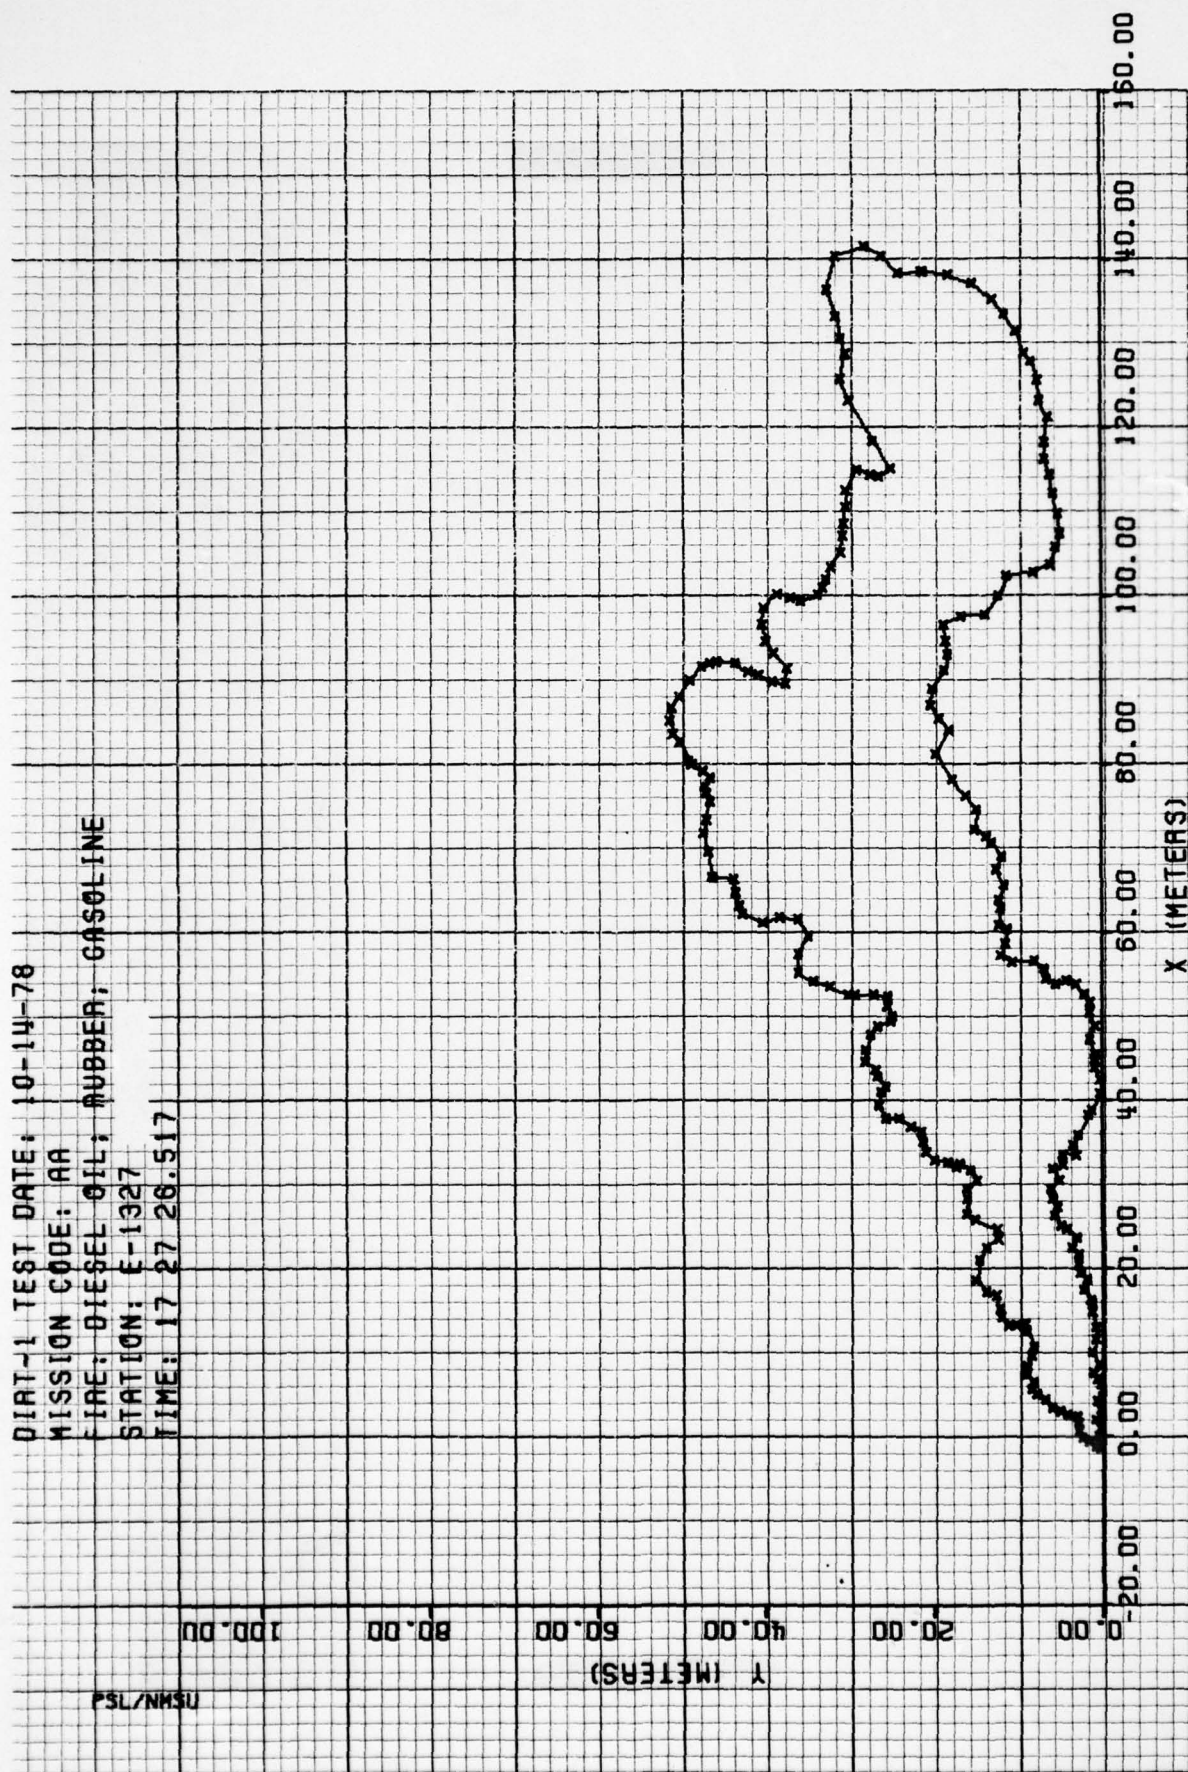 DIRT-1 TEST DATE: 10-14-78
MISSION CODE: AA
FIRE: DIESEL OIL; RUBBER; GASOLINE
STATION: E-1327
TIME: 17 27 26.517
PSL/NMSU
100.00
80.00
60.00
40.00
20.00
0.00
Y (METERS)
-20.00 0.00 20.00 40.00 60.00 80.00 100.00 120.00 140.00 160.00
X (METERS)